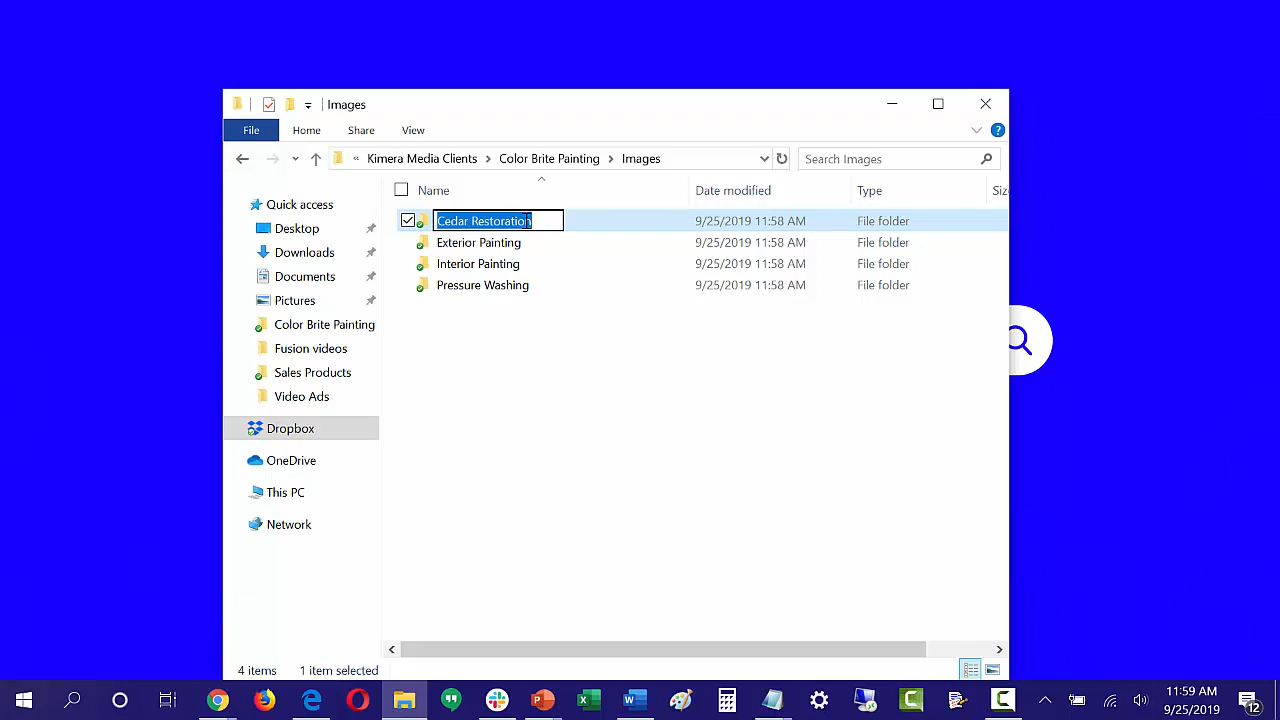 Images
File Home Share View
« Kimera Media Clients Color Brite Painting Images Search Images
Name Date modified Type Siz
Cedar Restoration 9/25/2019 11:58 AM File folder
Exterior Painting 9/25/2019 11:58 AM File folder
Interior Painting 9/25/2019 11:58 AM File folder
Pressure Washing 9/25/2019 11:58 AM File folder
Quick access
Desktop
Downloads
Documents
Pictures
Color Brite Painting
Fusion videos
Sales Products
Video Ads
Dropbox
OneDrive
This PC
Network
4 items 1 item selected
11:59 AM
9/25/2019
12